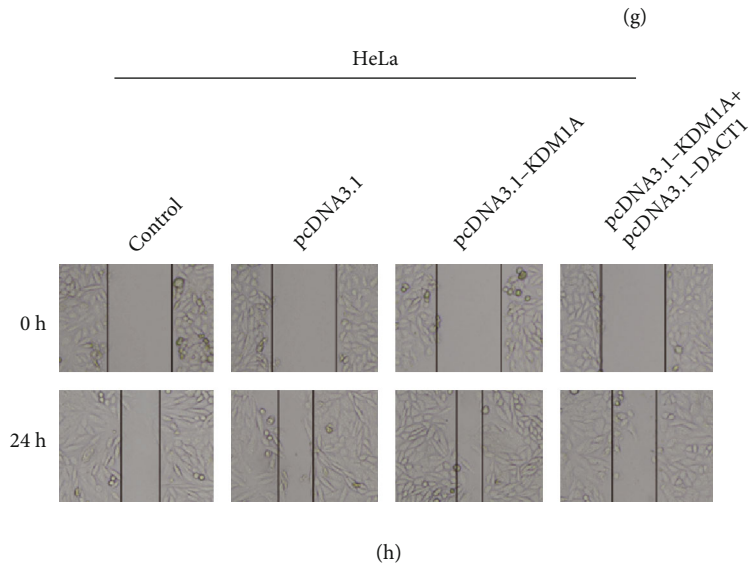 (g)
HeLa
Control
pcDNA3.1
pcDNA3.1–KDM1A
pcDNA3.1–KDM1A+
pcDNA3.1–DACT1
0 h
24 h
(h)